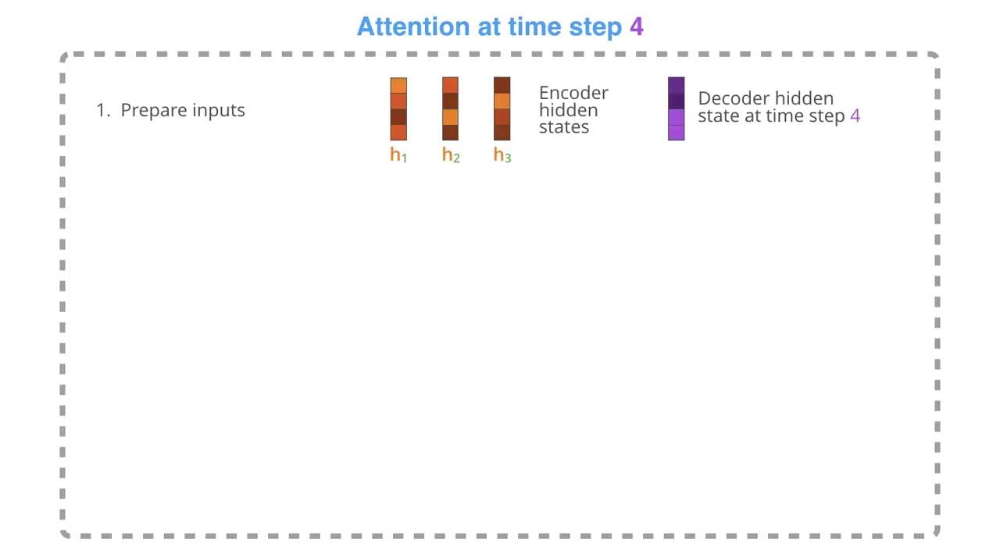 Attention at time step 4
1. Prepare inputs
Encoder
hidden
states
Decoder hidden
state at time step 4
h₁ h₂ h₃